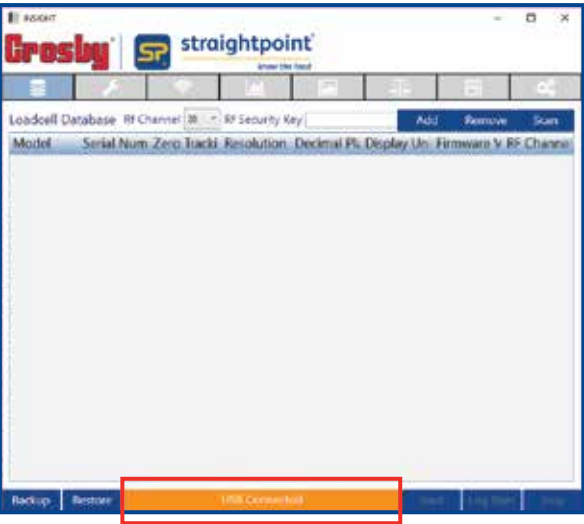 INSIGHT
Crosby SP straightpoint
know the load
Loadcell Database RF Channel RF Security Key Add Remove Scan
Model Serial Num Zero Tracki Resolution Decimal Pl. Display Un Firmware V RF Channe
Backup Restore USB Connected Log Start Stop